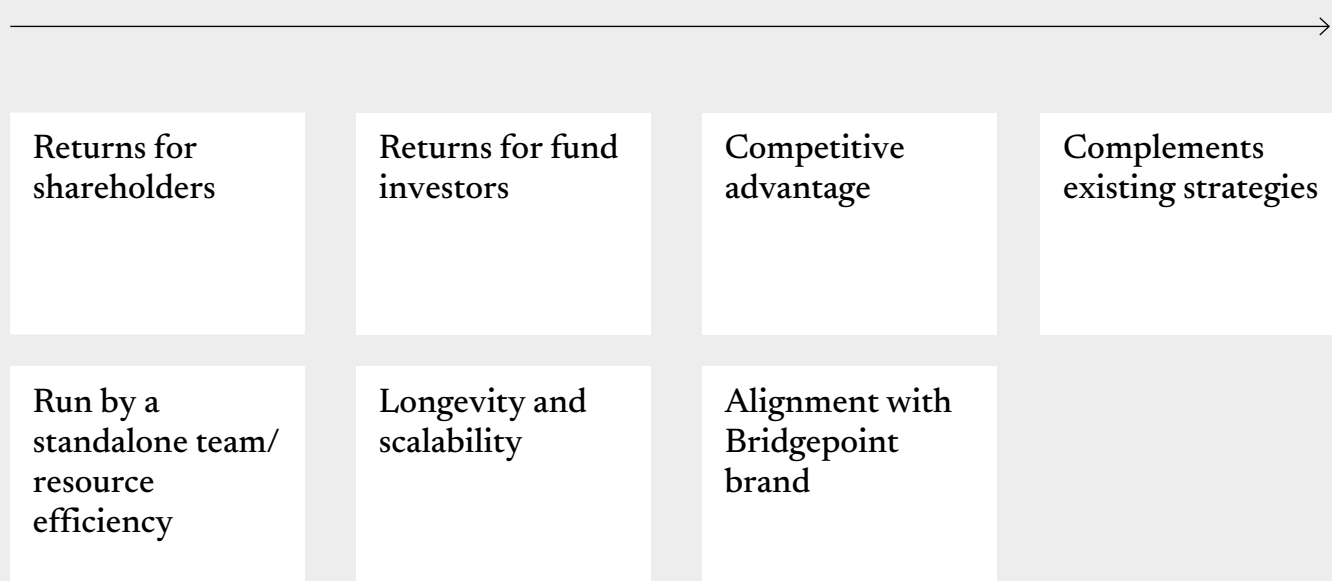 Returns for
shareholders
Returns for fund
investors
Competitive
advantage
Complements
existing strategies
Run by a
standalone team/
resource
efficiency
Longevity and
scalability
Alignment with
Bridgepoint
brand